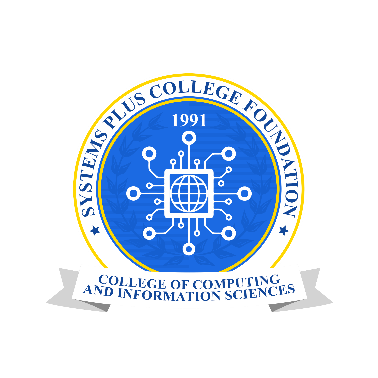 SYSTEMS PLUS COLLEGE FOUNDATION
1991
COLLEGE OF COMPUTING
AND INFORMATION SCIENCES